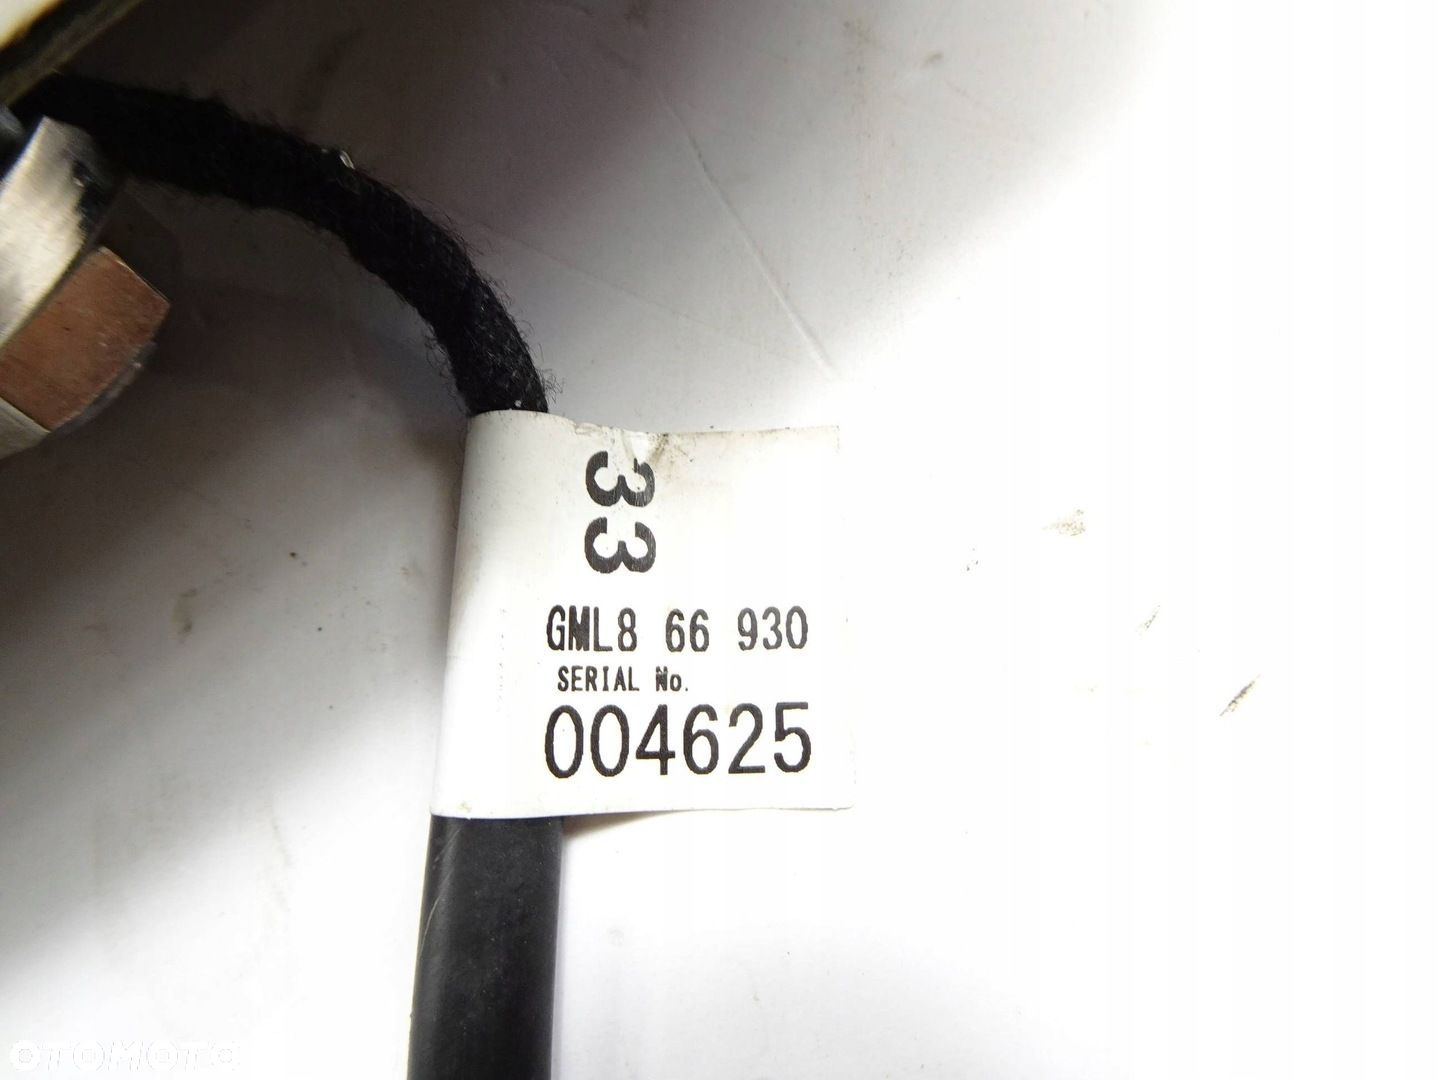 33
GML8 66 930
SERIAL No.
004625
OTOMOTO